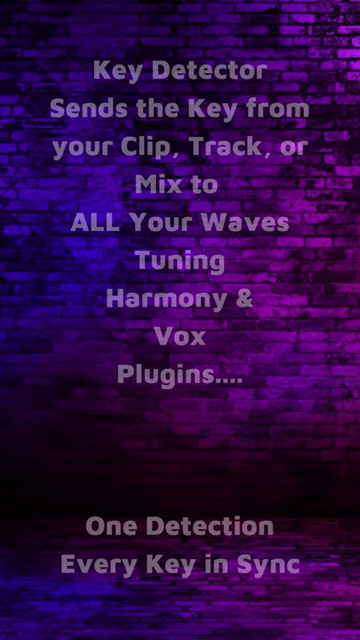 Key Detector
Sends the Key from
your Clip, Track, or
Mix to
ALL Your Waves
Tuning
Harmony &
Vox
Plugins....
One Detection
Every Key in Sync